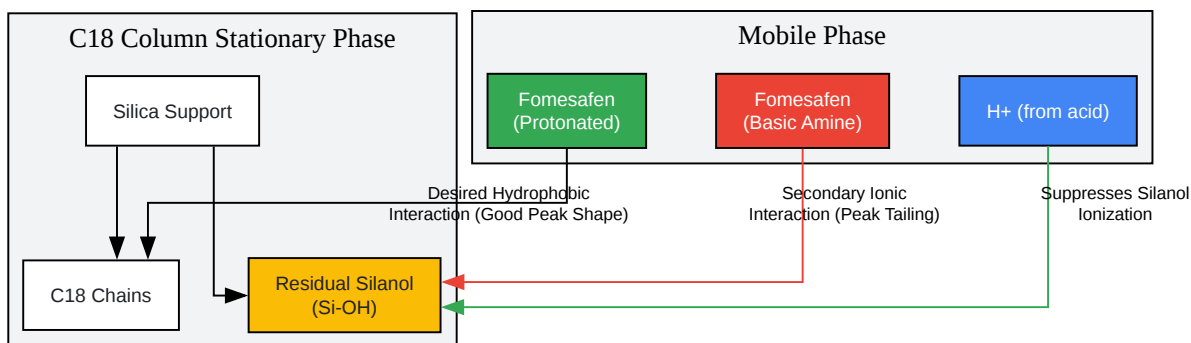 C18 Column Stationary Phase
Mobile Phase
Silica Support
Fomesafen
(Protonated)
Fomesafen
(Basic Amine)
H+ (from acid)
Desired Hydrophobic
Interaction (Good Peak Shape)
Secondary Ionic
Interaction (Peak Tailing)
Suppresses Silanol
Ionization
C18 Chains
Residual Silanol
(Si-OH)